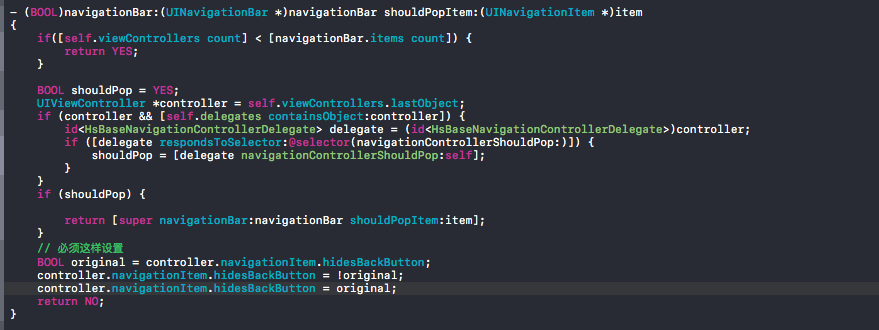 - (BOOL)navigationBar:(UINavigationBar *)navigationBar shouldPopItem:(UINavigationItem *)item
{
    if([self.viewControllers count] < [navigationBar.items count]) {
        return YES;
    }
    BOOL shouldPop = YES;
    UIViewController *controller = self.viewControllers.lastObject;
    if (controller && [self.delegates containsObject:controller]) {
        id<HsBaseNavigationControllerDelegate> delegate = (id<HsBaseNavigationControllerDelegate>)controller;
        if ([delegate respondsToSelector:@selector(navigationControllerShouldPop:)]) {
            shouldPop = [delegate navigationControllerShouldPop:self];
        }
    }
    if (shouldPop) {
        return [super navigationBar:navigationBar shouldPopItem:item];
    }
    // 必须这样设置
    BOOL original = controller.navigationItem.hidesBackButton;
    controller.navigationItem.hidesBackButton = !original;
    controller.navigationItem.hidesBackButton = original;
    return NO;
}